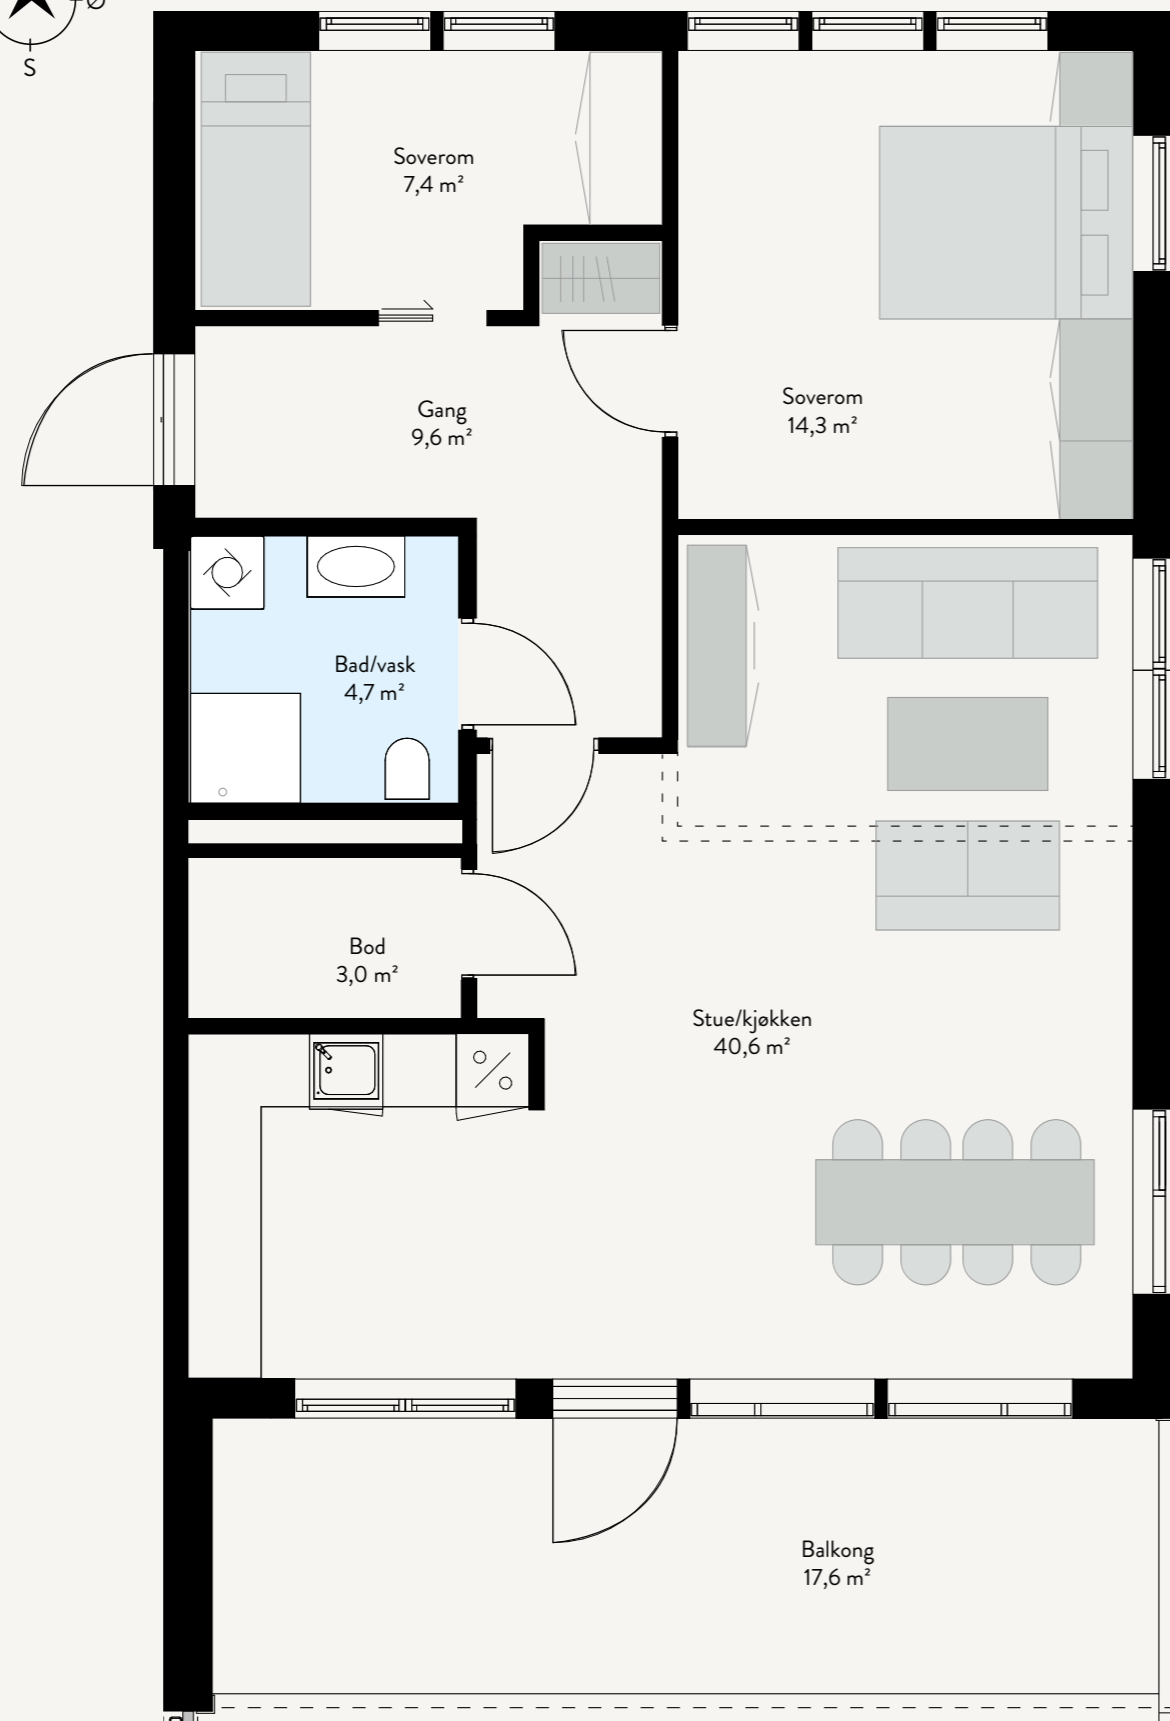 Ø
S
Soverom
7,4 m²
Soverom
14,3 m²
Gang
9,6 m²
Bad/vask
4,7 m²
Bod
3,0 m²
Stue/kjøkken
40,6 m²
Balkong
17,6 m²